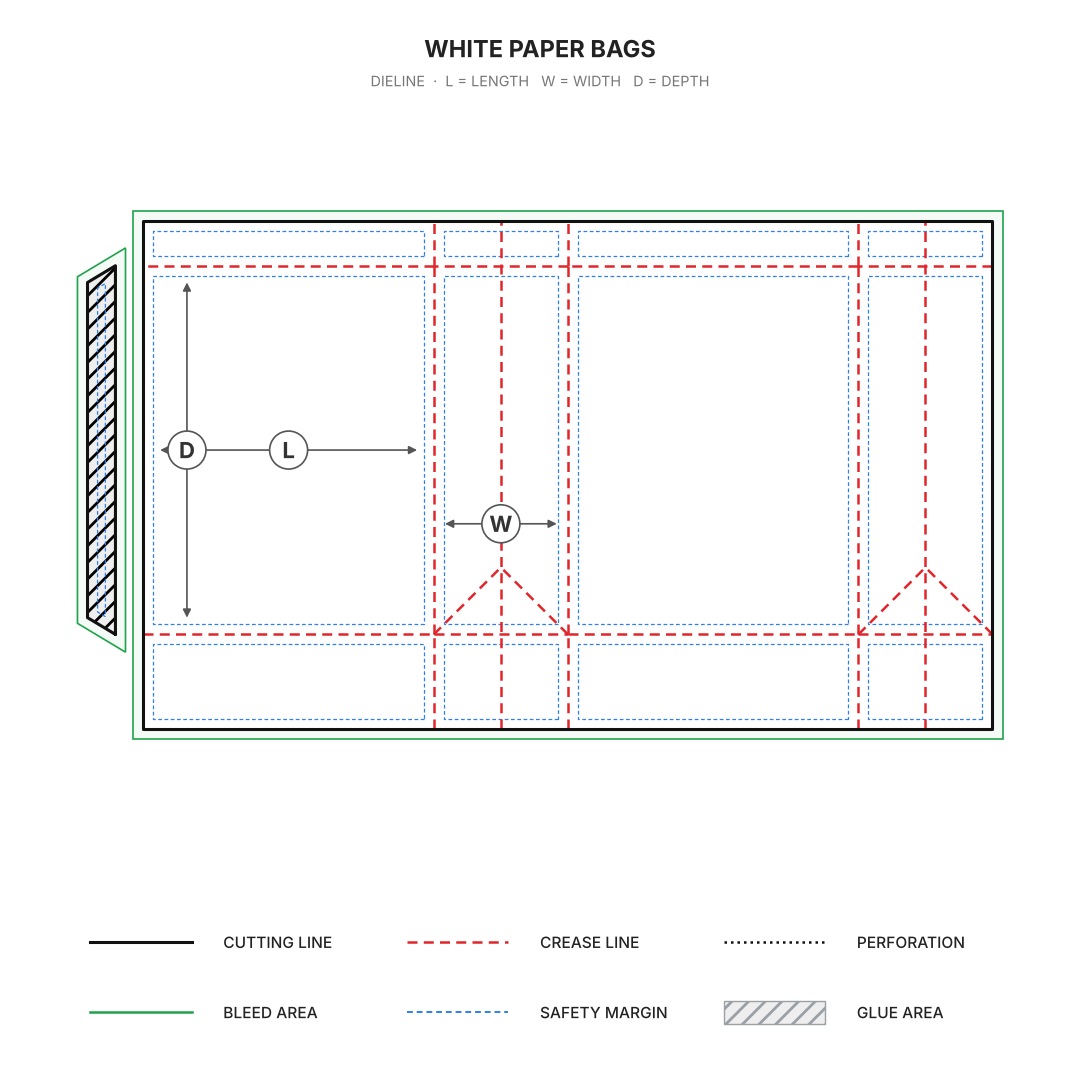 WHITE PAPER BAGS
DIELINE · L = LENGTH W = WIDTH D = DEPTH
D
L
W
CUTTING LINE
CREASE LINE
PERFORATION
BLEED AREA
SAFETY MARGIN
GLUE AREA